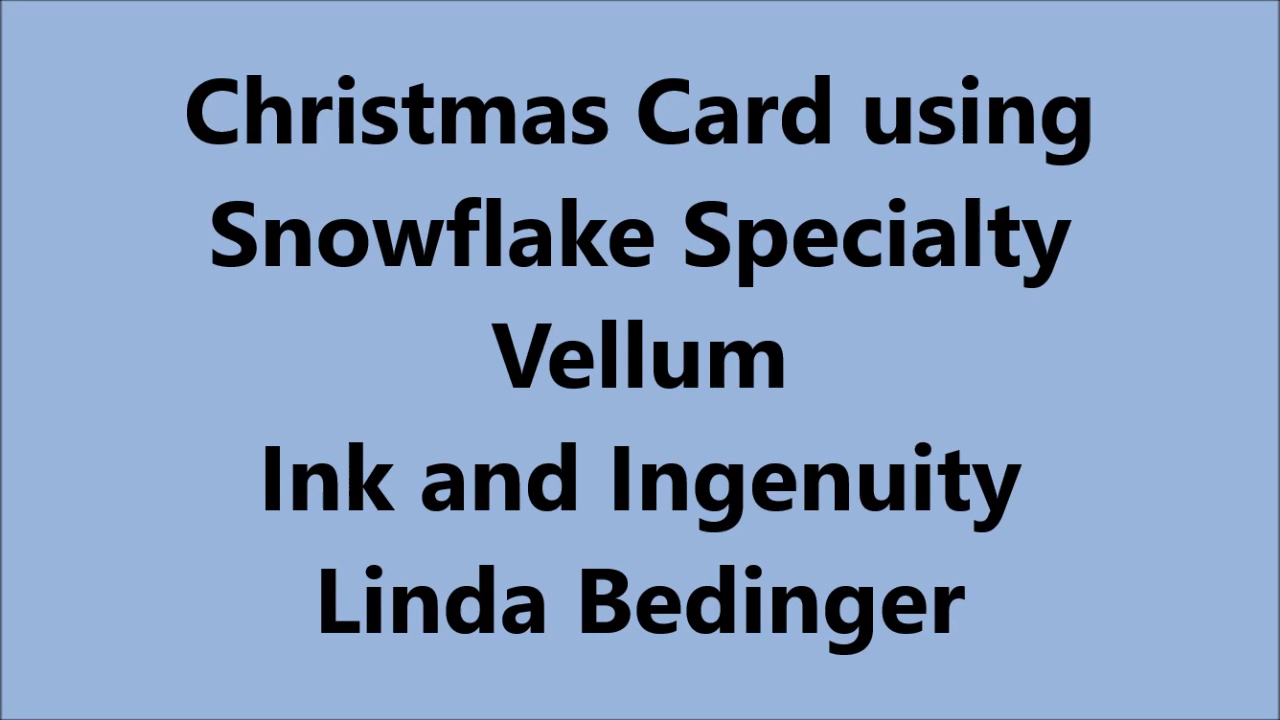 Christmas Card using
Snowflake Specialty
Vellum
Ink and Ingenuity
Linda Bedinger